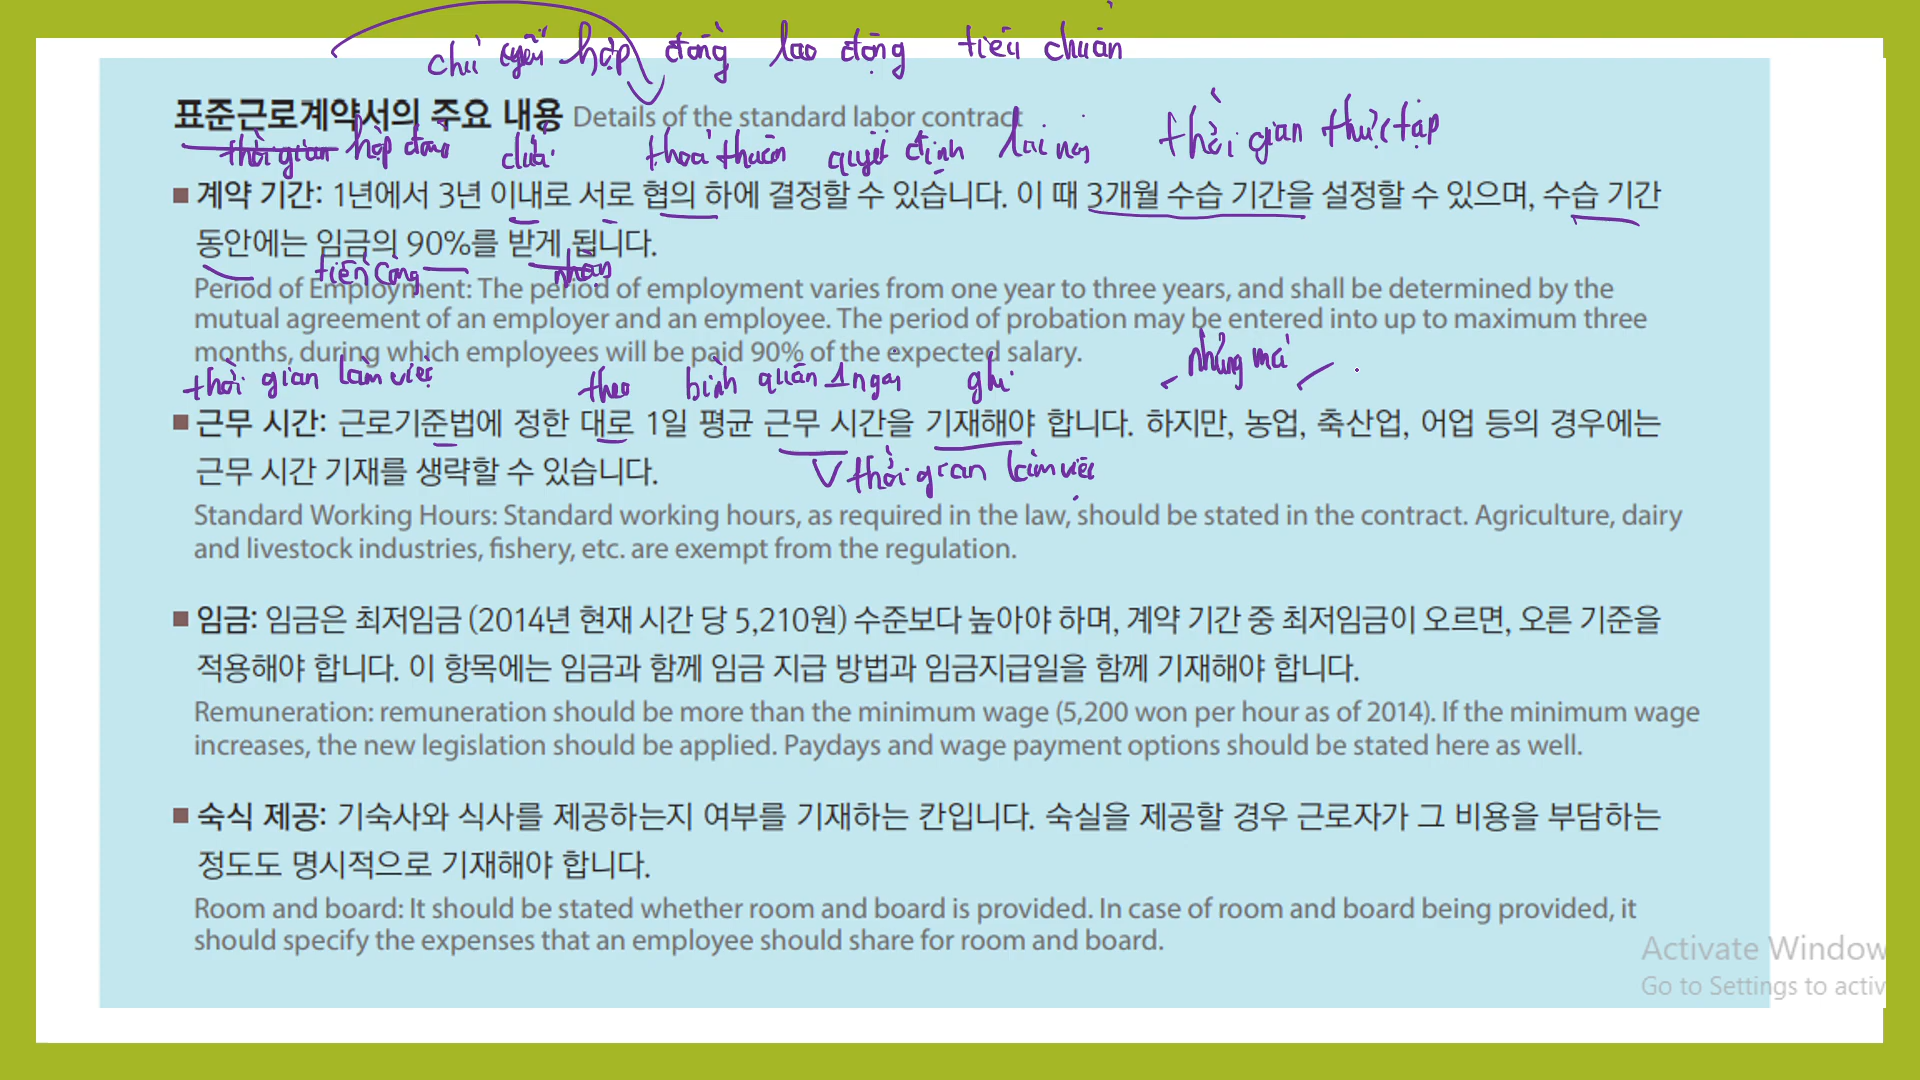 chủ yếu hợp đồng lao động tiêu chuẩn
표준근로계약서의 주요 내용 Details of the standard labor contract
thời gian hợp đồng dưới thoả thuận quyết định lúc này thời gian thực tập
■ 계약 기간: 1년에서 3년 이내로 서로 협의 하에 결정할 수 있습니다. 이 때 3개월 수습 기간을 설정할 수 있으며, 수습 기간
동안에는 임금의 90%를 받게 됩니다.
tiền công nhận
Period of Employment: The period of employment varies from one year to three years, and shall be determined by the
mutual agreement of an employer and an employee. The period of probation may be entered into up to maximum three
months, during which employees will be paid 90% of the expected salary.
thời gian làm việc theo bình quân 1 ngày ghi nhưng mà
■ 근무 시간: 근로기준법에 정한 대로 1일 평균 근무 시간을 기재해야 합니다. 하지만, 농업, 축산업, 어업 등의 경우에는
근무 시간 기재를 생략할 수 있습니다.
thời gian làm việc
Standard Working Hours: Standard working hours, as required in the law, should be stated in the contract. Agriculture, dairy
and livestock industries, fishery, etc. are exempt from the regulation.
■ 임금: 임금은 최저임금 (2014년 현재 시간 당 5,210원) 수준보다 높아야 하며, 계약 기간 중 최저임금이 오르면, 오른 기준을
적용해야 합니다. 이 항목에는 임금과 함께 임금 지급 방법과 임금지급일을 함께 기재해야 합니다.
Remuneration: remuneration should be more than the minimum wage (5,200 won per hour as of 2014). If the minimum wage
increases, the new legislation should be applied. Paydays and wage payment options should be stated here as well.
■ 숙식 제공: 기숙사와 식사를 제공하는지 여부를 기재하는 칸입니다. 숙실을 제공할 경우 근로자가 그 비용을 부담하는
정도도 명시적으로 기재해야 합니다.
Room and board: It should be stated whether room and board is provided. In case of room and board being provided, it
should specify the expenses that an employee should share for room and board.
Activate Window
Go to Settings to activ